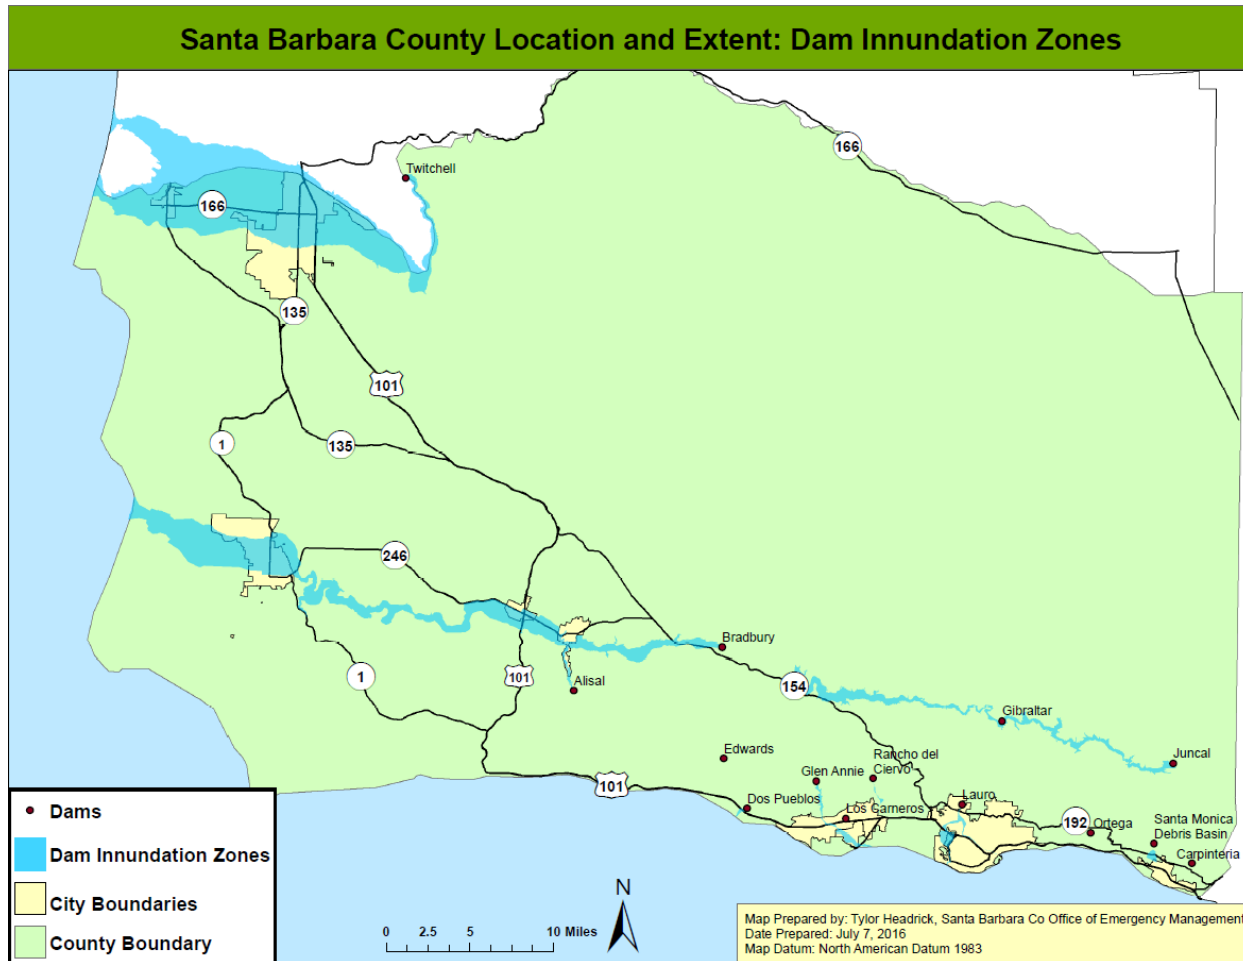 Santa Barbara County Location and Extent: Dam Innundation Zones
166
Twitchell
166
135
101
1
135
246
Bradbury
101
Alisal
1
154
Gibraltar
Edwards
Rancho del
Ciervo
Juncal
Glen Annie
101
Dos Pueblos
Los Carneros
Lauro
192
Ortega
Santa Monica
Debris Basin
Carpinteria
Dams
Dam Innundation Zones
City Boundaries
County Boundary
N
0 2.5 5 10 Miles
Map Prepared by: Tylor Headrick, Santa Barbara Co Office of Emergency Management
Date Prepared: July 7, 2016
Map Datum: North American Datum 1983